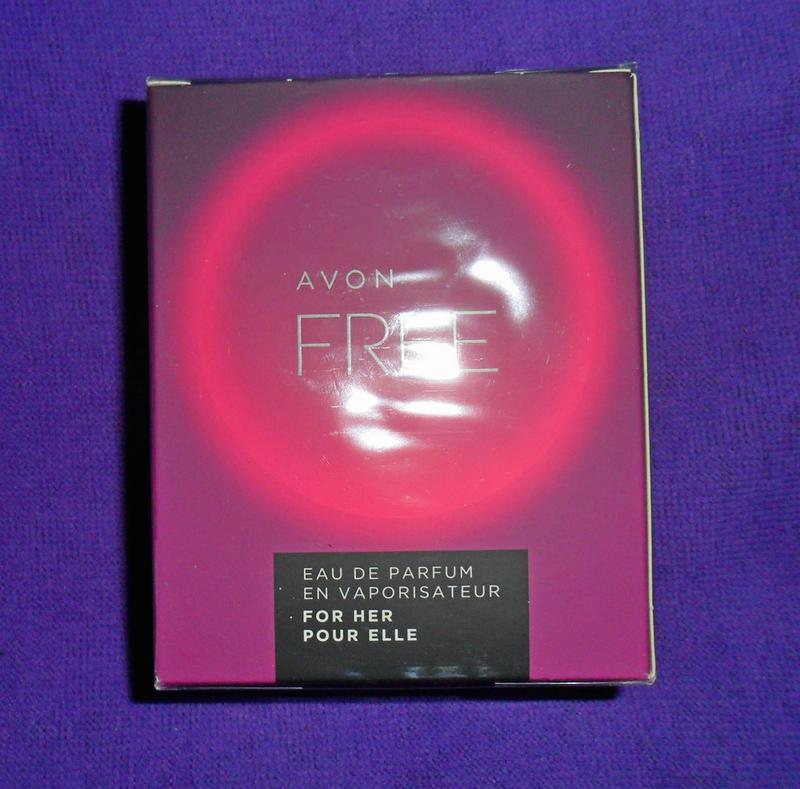 AVON
FREE
EAU DE PARFUM
EN VAPORISATEUR
FOR HER
POUR ELLE